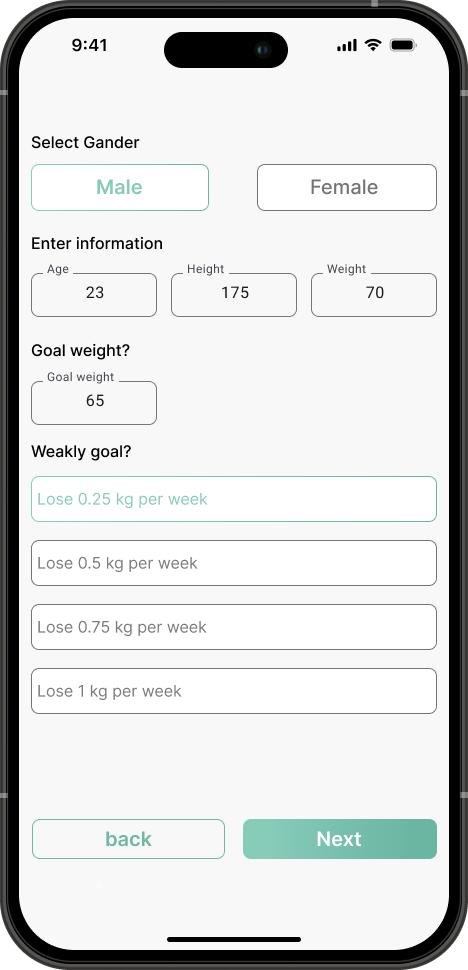 9:41
Select Gander
Male Female
Enter information
Age Height Weight
23 175 70
Goal weight?
Goal weight
65
Weakly goal?
Lose 0.25 kg per week
Lose 0.5 kg per week
Lose 0.75 kg per week
Lose 1 kg per week
back Next